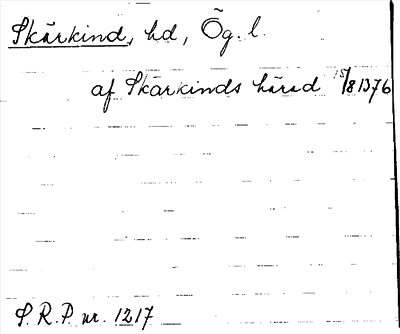 Skärkind, hd, Ög. l.
af Skärkinds härad 15/8 1376
S.R.P. nr. 1217